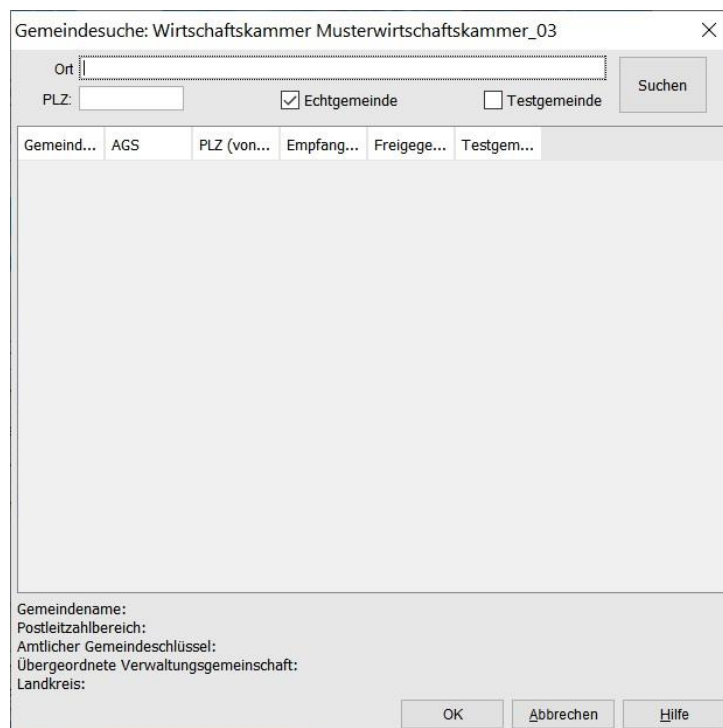 Gemeindesuche: Wirtschaftskammer Musterwirtschaftskammer_03
Ort
Suchen
PLZ:
Echtgemeinde
Testgemeinde
Gemeind... AGS PLZ (von... Empfang... Freigege... Testgem...
Gemeindename:
Postleitzahlbereich:
Amtlicher Gemeindeschlüssel:
Übergeordnete Verwaltungsgemeinschaft:
Landkreis:
OK Abbrechen Hilfe